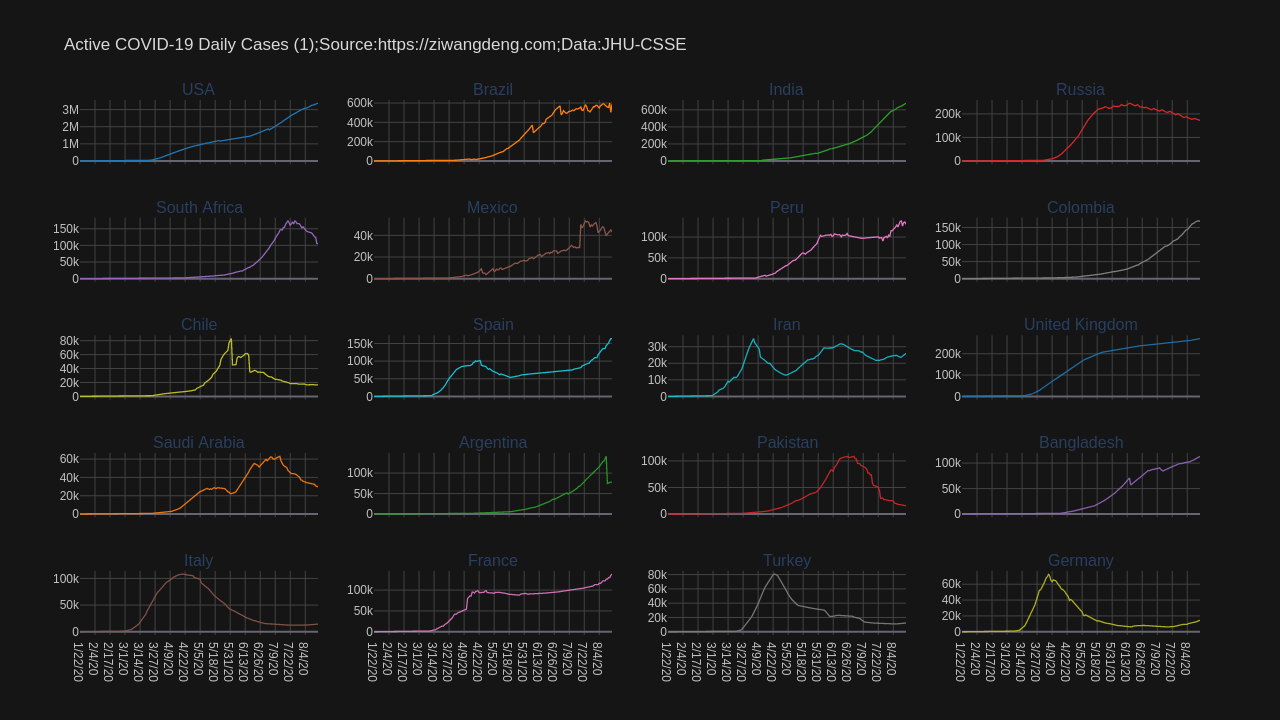 Active COVID-19 Daily Cases (1);Source:https://ziwangdeng.com;Data:JHU-CSSE
USA Brazil India Russia
3M 2M 1M 0
600k 400k 200k 0
600k 400k 200k 0
200k 100k 0
South Africa Mexico Peru Colombia
150k 100k 50k 0
40k 20k 0
100k 50k 0
150k 100k 50k 0
Chile Spain Iran United Kingdom
80k 60k 40k 20k 0
150k 100k 50k 0
30k 20k 10k 0
200k 100k 0
Saudi Arabia Argentina Pakistan Bangladesh
60k 40k 20k 0
100k 50k 0
100k 50k 0
100k 50k 0
Italy France Turkey Germany
100k 50k 0
100k 50k 0
80k 60k 40k 20k 0
60k 40k 20k 0
1/22/20 2/4/20 2/17/20 3/1/20 3/14/20 3/27/20 4/9/20 4/22/20 5/5/20 5/18/20 5/31/20 6/13/20 6/26/20 7/9/20 7/22/20 8/4/20
1/22/20 2/4/20 2/17/20 3/1/20 3/14/20 3/27/20 4/9/20 4/22/20 5/5/20 5/18/20 5/31/20 6/13/20 6/26/20 7/9/20 7/22/20 8/4/20
1/22/20 2/4/20 2/17/20 3/1/20 3/14/20 3/27/20 4/9/20 4/22/20 5/5/20 5/18/20 5/31/20 6/13/20 6/26/20 7/9/20 7/22/20 8/4/20
1/22/20 2/4/20 2/17/20 3/1/20 3/14/20 3/27/20 4/9/20 4/22/20 5/5/20 5/18/20 5/31/20 6/13/20 6/26/20 7/9/20 7/22/20 8/4/20